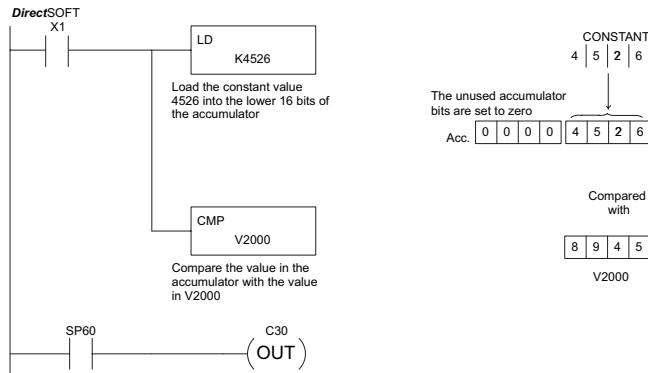 DirectSOFT
X1
LD
K4526
Load the constant value
4526 into the lower 16 bits of
the accumulator
CMP
V2000
Compare the value in the
accumulator with the value
in V2000
SP60
C30
OUT
CONSTANT
4 5 2 6
The unused accumulator
bits are set to zero
Acc. 0 0 0 0 4 5 2 6
Compared
with
8 9 4 5
V2000